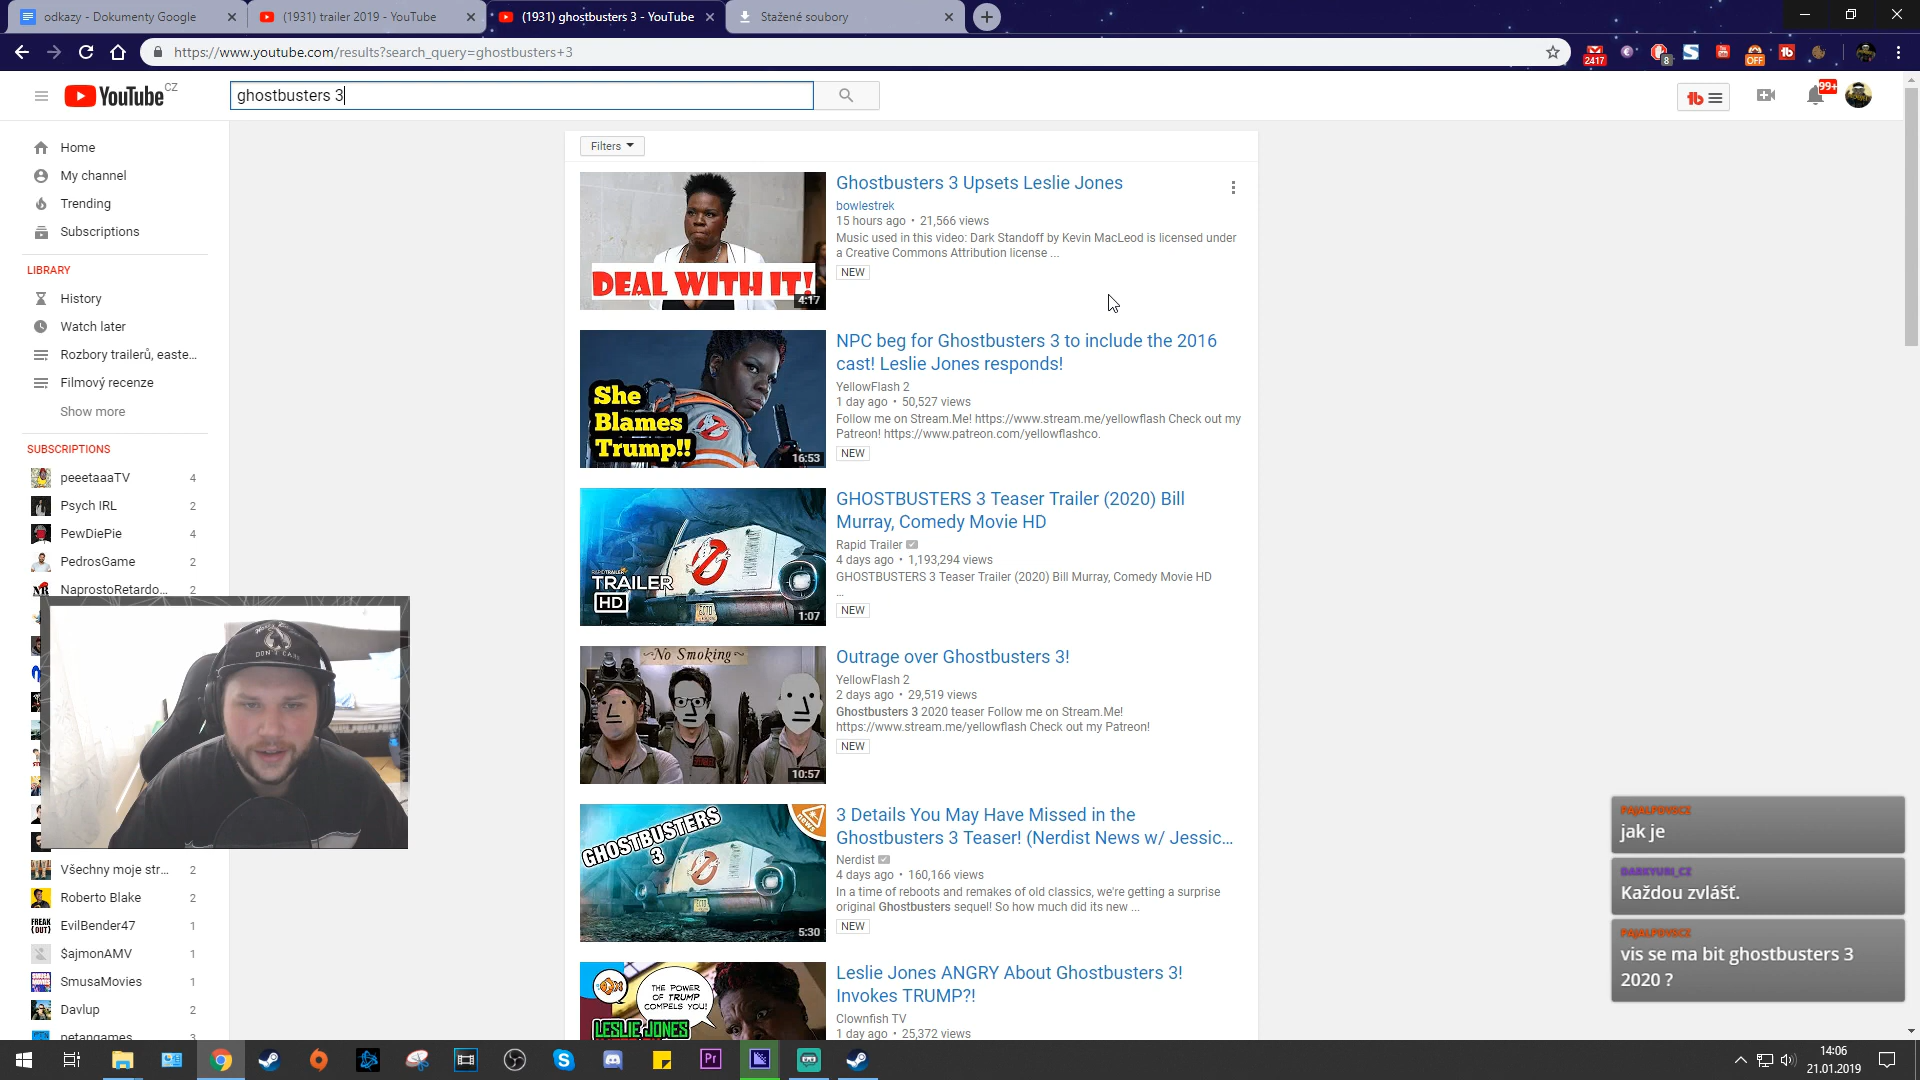 odkazy - Dokumenty Google
(1931) trailer 2019 - YouTube
(1931) ghostbusters 3 - YouTube
Stažené soubory
https://www.youtube.com/results?search_query=ghostbusters+3
2417
8
OFF
YouTube CZ
ghostbusters 3
99+
Home
My channel
Trending
Subscriptions
LIBRARY
History
Watch later
Rozbory trailerů, easte...
Filmový recenze
Show more
SUBSCRIPTIONS
peeetaaaTV 4
Psych IRL 2
PewDiePie 4
PedrosGame 2
NaprostoRetardo... 2
Všechny moje str... 2
Roberto Blake 2
EvilBender47 1
$ajmonAMV 1
SmusaMovies 1
Davlup 2
petangames 3
Filters
DEAL WITH IT!
4:17
Ghostbusters 3 Upsets Leslie Jones
bowlestrek
15 hours ago • 21,566 views
Music used in this video: Dark Standoff by Kevin MacLeod is licensed under
a Creative Commons Attribution license ...
NEW
She
Blames
Trump!!
16:53
NPC beg for Ghostbusters 3 to include the 2016
cast! Leslie Jones responds!
YellowFlash 2
1 day ago • 50,527 views
Follow me on Stream.Me! https://www.stream.me/yellowflash Check out my
Patreon! https://www.patreon.com/yellowflashco.
NEW
TRAILER
HD
1:07
GHOSTBUSTERS 3 Teaser Trailer (2020) Bill
Murray, Comedy Movie HD
Rapid Trailer
4 days ago • 1,193,294 views
GHOSTBUSTERS 3 Teaser Trailer (2020) Bill Murray, Comedy Movie HD
...
NEW
No Smoking
10:57
Outrage over Ghostbusters 3!
YellowFlash 2
2 days ago • 29,519 views
Ghostbusters 3 2020 teaser Follow me on Stream.Me!
https://www.stream.me/yellowflash Check out my Patreon!
NEW
GHOSTBUSTERS
3
news
5:30
3 Details You May Have Missed in the
Ghostbusters 3 Teaser! (Nerdist News w/ Jessic...
Nerdist
4 days ago • 160,166 views
In a time of reboots and remakes of old classics, we're getting a surprise
original Ghostbusters sequel! So how much did its new ...
NEW
THE POWER
OF TRUMP
COMPELS YOU!
LESLIE JONES
Leslie Jones ANGRY About Ghostbusters 3!
Invokes TRUMP?!
Clownfish TV
1 day ago • 25,372 views
DON'T CARE
jak je
DARKYUBI_CZ
Každou zvlášť.
vis se ma bit ghostbusters 3
2020 ?
14:06
21.01.2019